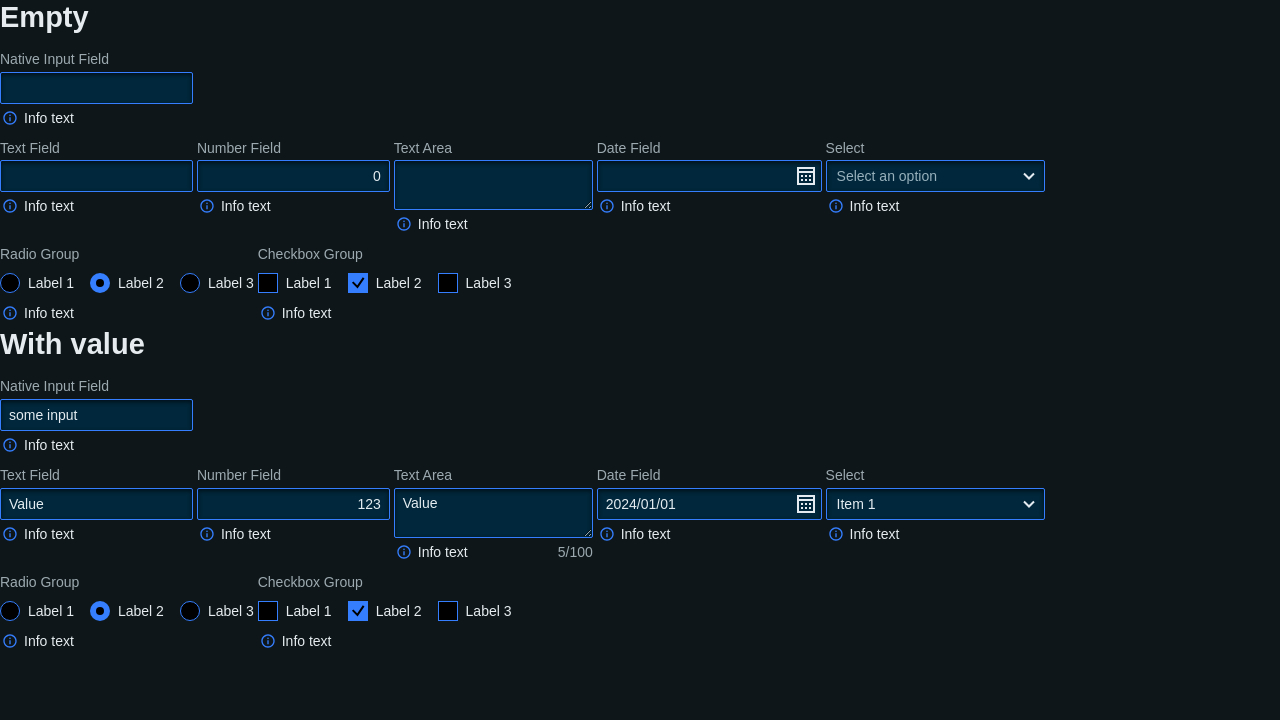 Empty
Native Input Field
Info text
Text Field Number Field Text Area Date Field Select
0 Select an option
Info text Info text Info text Info text Info text
Radio Group Checkbox Group
Label 1 Label 2 Label 3 Label 1 Label 2 Label 3
Info text Info text
With value
Native Input Field
some input
Info text
Text Field Number Field Text Area Date Field Select
Value 123 Value 2024/01/01 Item 1
Info text Info text Info text 5/100 Info text Info text
Radio Group Checkbox Group
Label 1 Label 2 Label 3 Label 1 Label 2 Label 3
Info text Info text